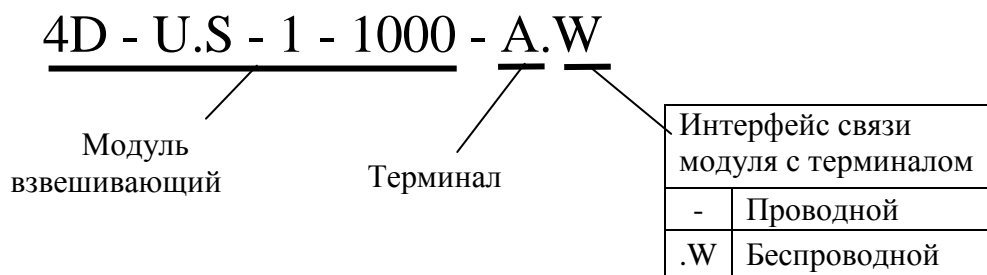 4D - U.S - 1 - 1000 - A.W
Модуль
взвешивающий
Терминал
Интерфейс связи
модуля с терминалом
- Проводной
.W Беспроводной